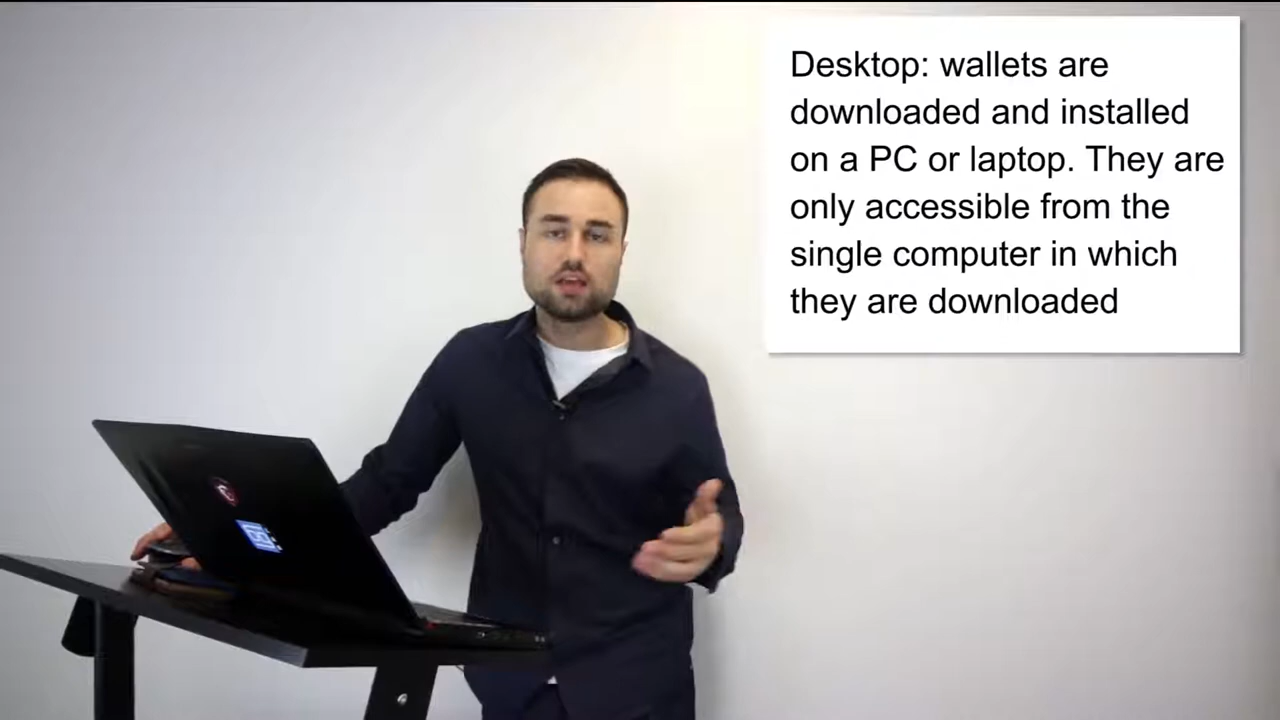 Desktop: wallets are
downloaded and installed
on a PC or laptop. They are
only accessible from the
single computer in which
they are downloaded